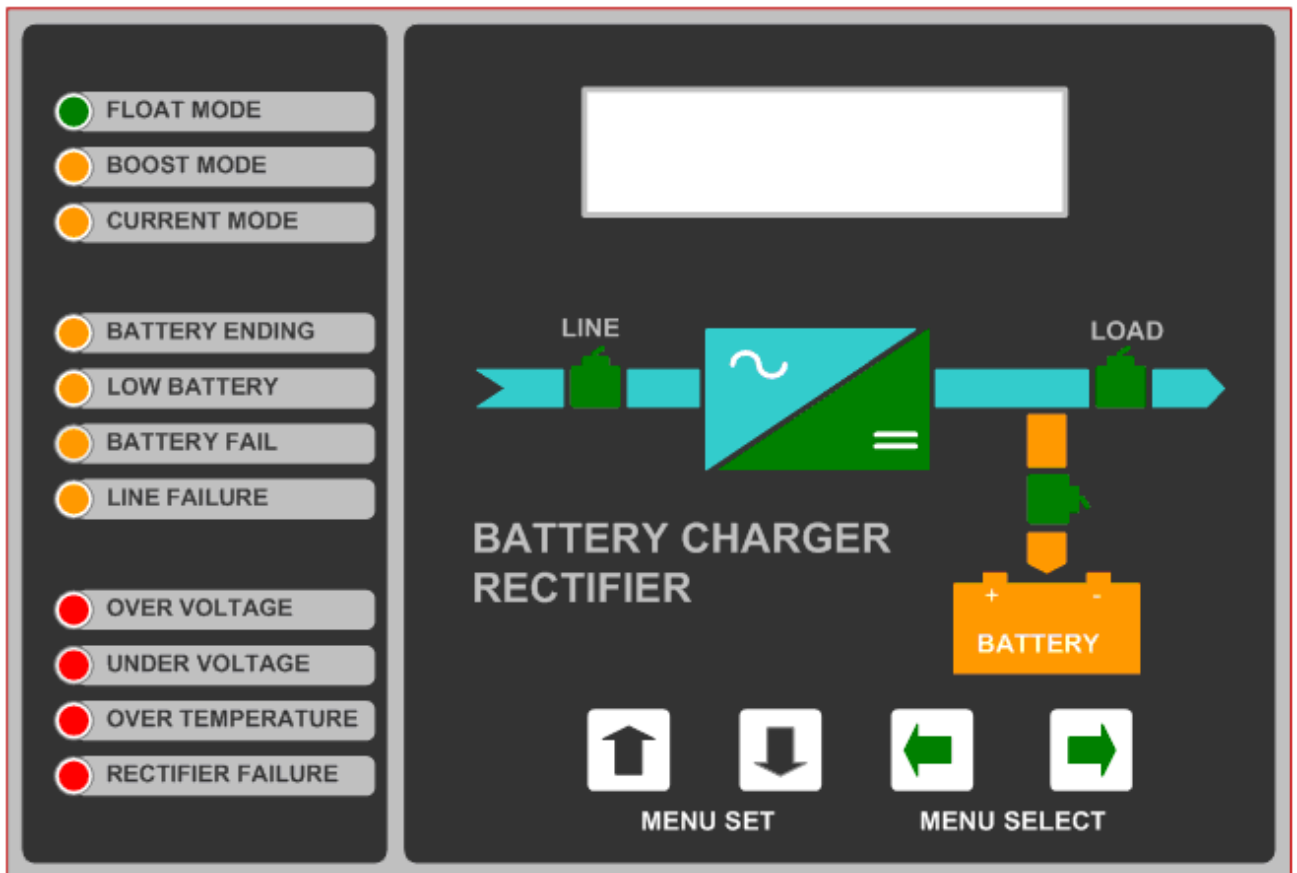 FLOAT MODE
BOOST MODE
CURRENT MODE
BATTERY ENDING
LOW BATTERY
BATTERY FAIL
LINE FAILURE
OVER VOLTAGE
UNDER VOLTAGE
OVER TEMPERATURE
RECTIFIER FAILURE
LINE
LOAD
BATTERY CHARGER
RECTIFIER
+ -
BATTERY
MENU SET
MENU SELECT